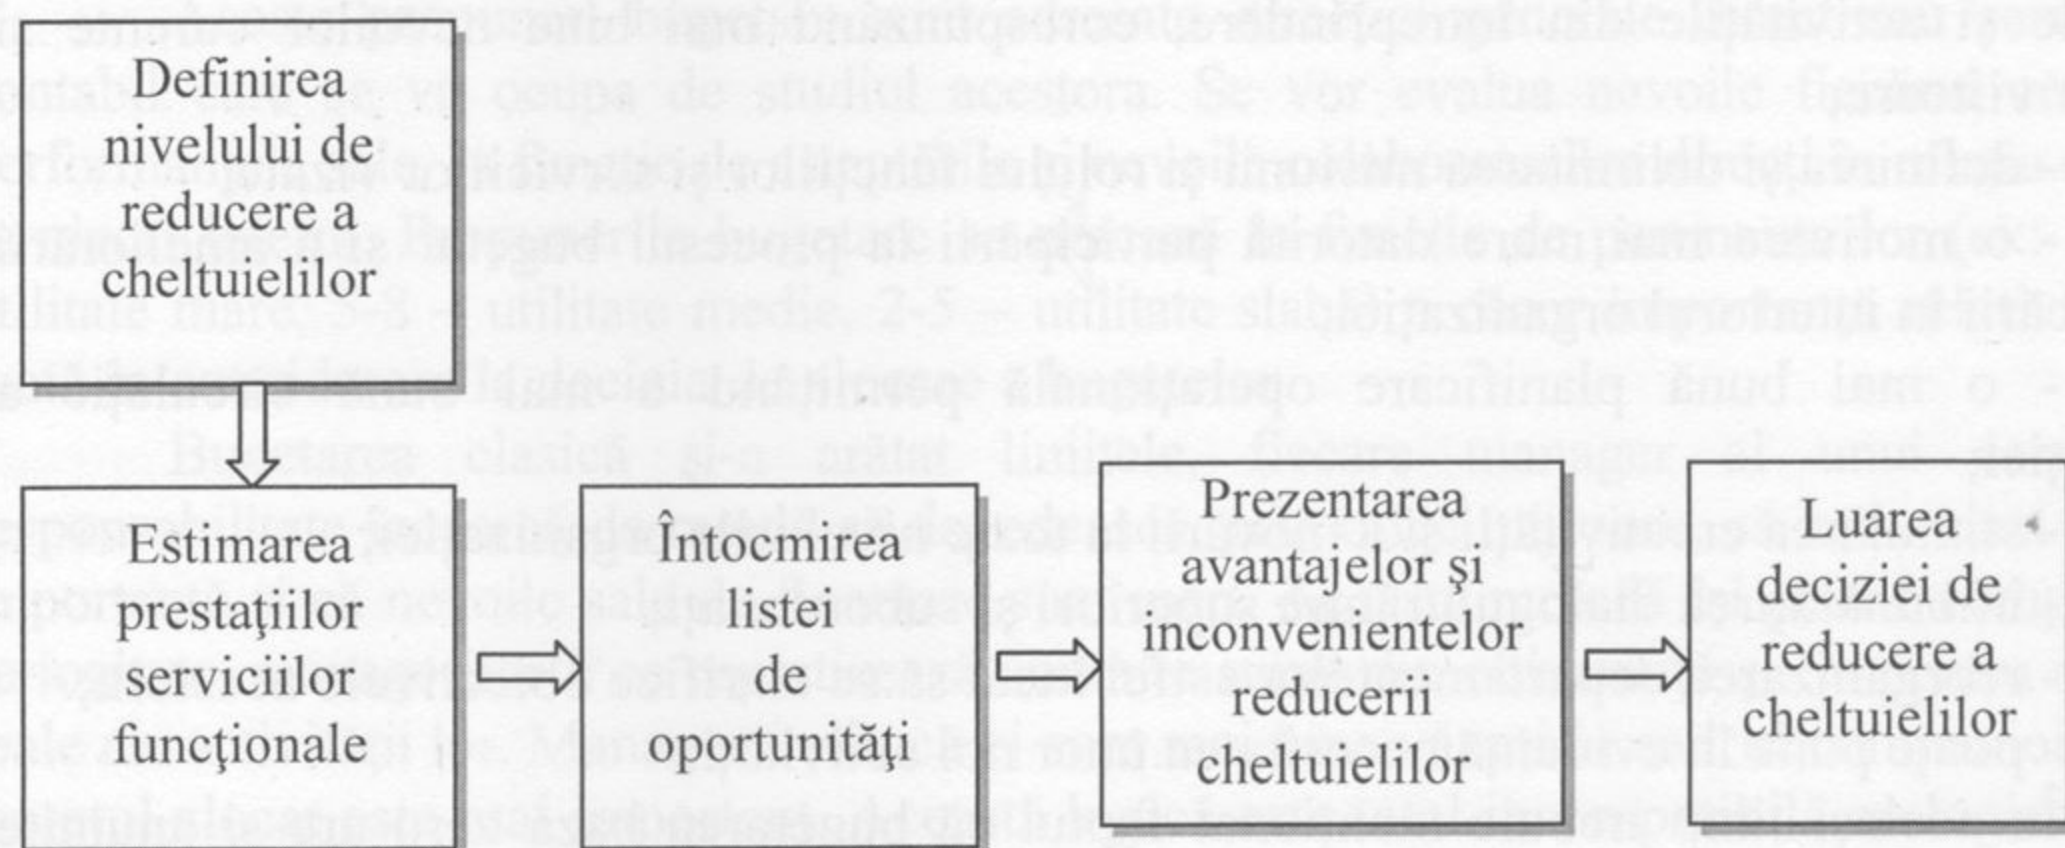 Definirea
nivelului de
reducere a
cheltuielilor
Estimarea
prestaţiilor
serviciilor
funcţionale
Întocmirea
listei
de
oportunităţi
Prezentarea
avantajelor şi
inconvenientelor
reducerii
cheltuielilor
Luarea
deciziei de
reducere a
cheltuielilor